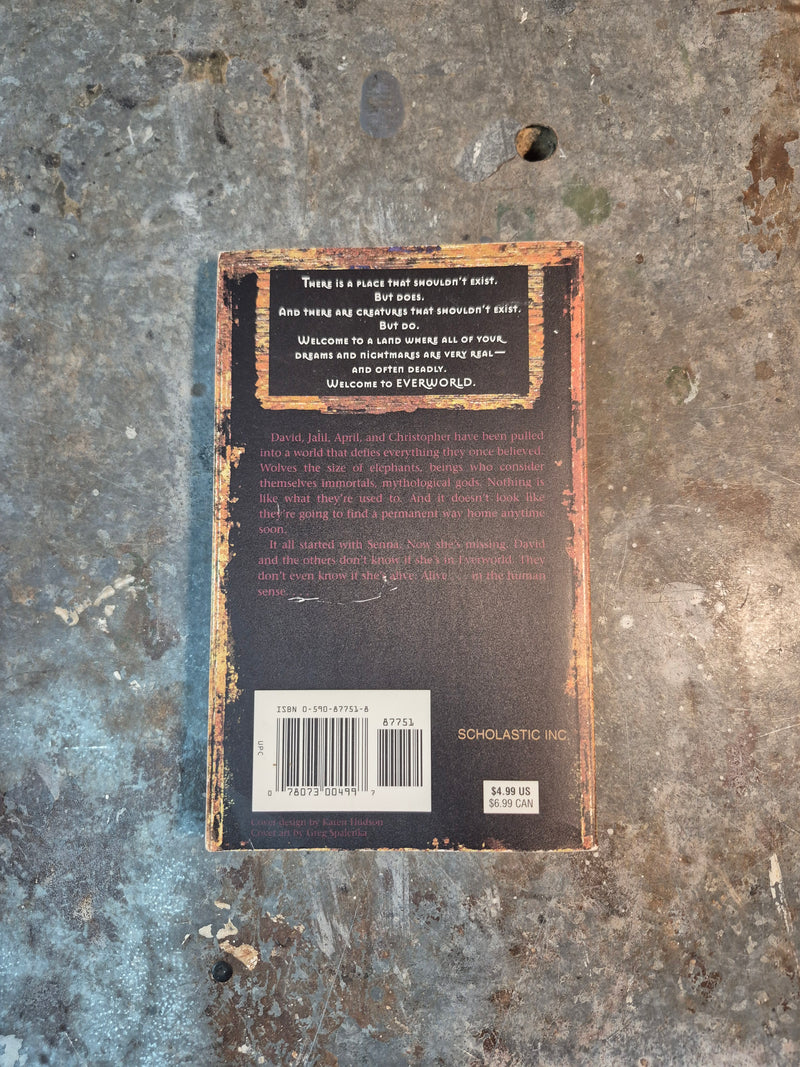 There is a place that shouldn't exist.
But does.
And there are creatures that shouldn't exist.
But do.
Welcome to a land where all of your
dreams and nightmares are very real—
and often deadly.
Welcome to EVERWORLD.
David, Jalil, April, and Christopher have been pulled
into a world that defies everything they once believed.
Wolves the size of elephants, beings who consider
themselves immortals, mythological gods. Nothing is
like what they're used to. And it doesn't look like
they're going to find a permanent way home anytime
soon.
It all started with Senna. Now she's missing. David
and the others don't know if she's in Everworld. They
don't even know if she's alive. Alive . . . in the human
sense.
ISBN 0-590-87751-8
87751
UPC
0 78073 00499 7
SCHOLASTIC INC.
$4.99 US
$6.99 CAN
Cover design by Karen Hudson
Cover art by Greg Spalenka